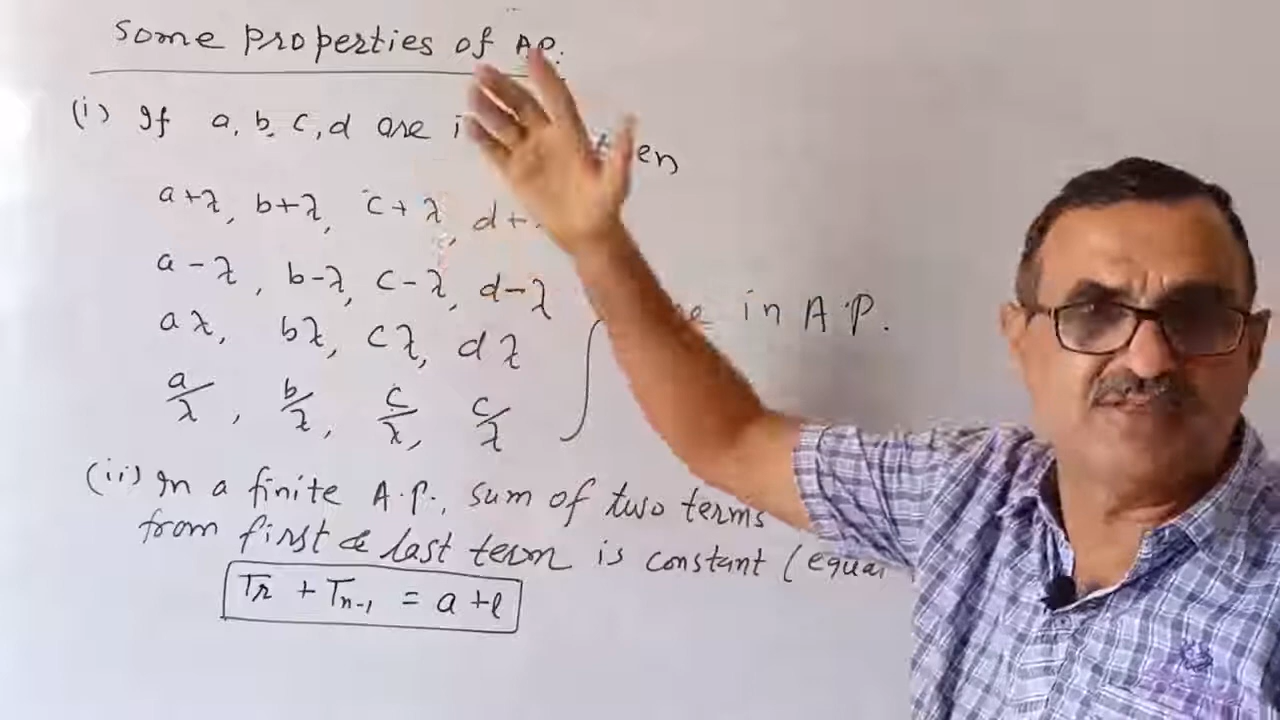 Some properties of A.P.
(i) If a, b, c, d are i
a+λ, b+λ, c+λ, d+
a-λ, b-λ, c-λ, d-λ
in A.P.
aλ, bλ, cλ, dλ
a/λ, b/λ, c/λ, c/λ
(ii) In a finite A.P., sum of two terms
from first & last term is constant (equal
Tr + Tn-1 = a + l